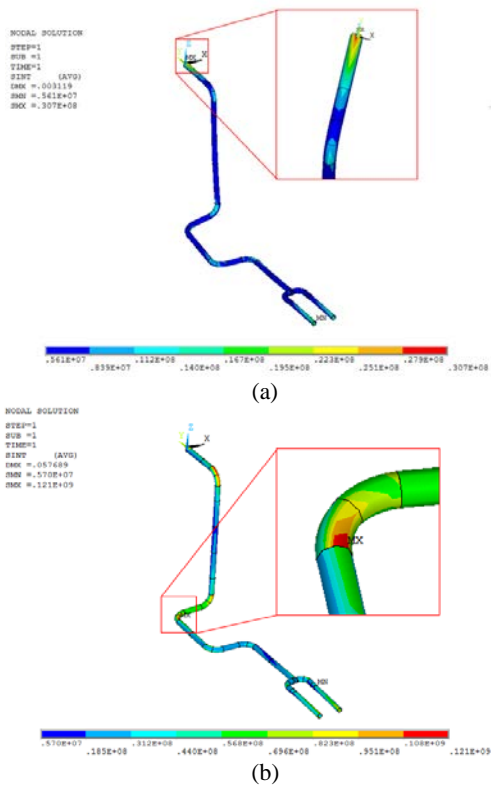 NODAL SOLUTION
STEP=1
SUB =1
TIME=1
SINT (AVG)
DMX =.003119
SMN =.561E+07
SMX =.307E+08
Z
Y
MX
X
X
MN
.561E+07 .112E+08 .167E+08 .223E+08 .279E+08
.839E+07 .140E+08 .195E+08 .251E+08 .307E+08
(a)
NODAL SOLUTION
STEP=1
SUB =1
TIME=1
SINT (AVG)
DMX =.057689
SMN =.570E+07
SMX =.121E+09
Z
Y
X
MX
MX
MN
.570E+07 .312E+08 .568E+08 .823E+08 .108E+09
.185E+08 .440E+08 .696E+08 .951E+08 .121E+09
(b)